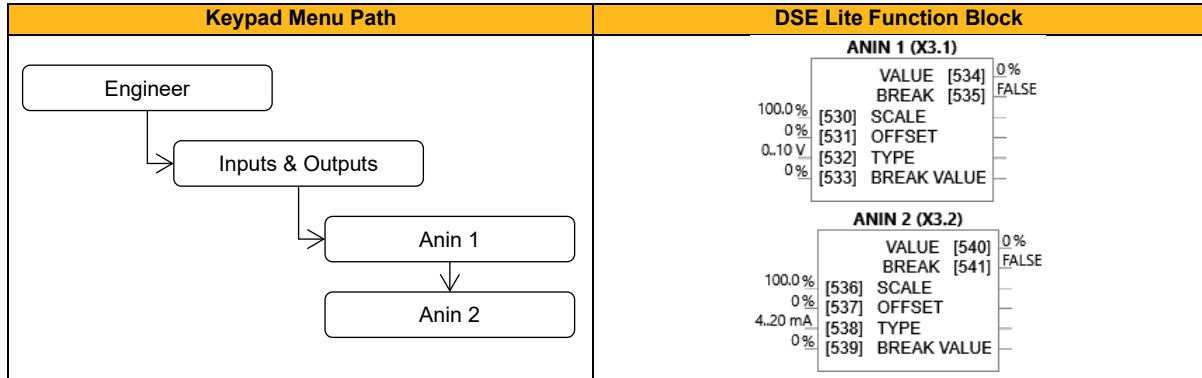 Keypad Menu Path
DSE Lite Function Block
Engineer
Inputs & Outputs
Anin 1
Anin 2
ANIN 1 (X3.1)
VALUE [534] 0 %
BREAK [535] FALSE
100.0 % [530] SCALE
0 % [531] OFFSET
0..10 V [532] TYPE
0 % [533] BREAK VALUE
ANIN 2 (X3.2)
VALUE [540] 0 %
BREAK [541] FALSE
100.0 % [536] SCALE
0 % [537] OFFSET
4..20 mA [538] TYPE
0 % [539] BREAK VALUE